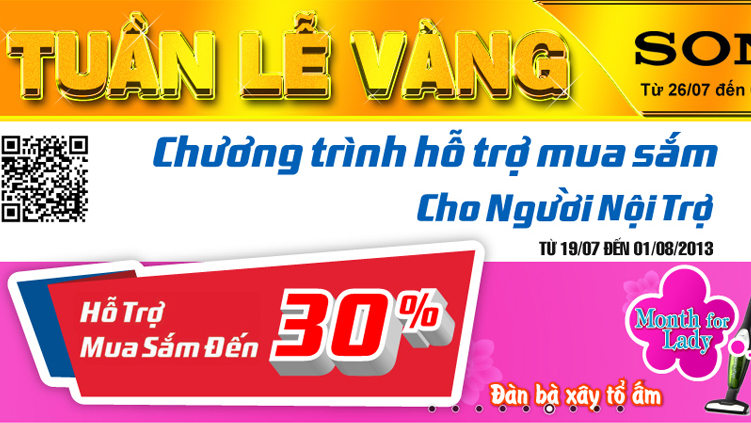 TUẦN LỄ VÀNG
Từ 26/07 đến
Chương trình hỗ trợ mua sắm
Cho Người Nội Trợ
TỪ 19/07 ĐẾN 01/08/2013
Hỗ Trợ
Mua Sắm Đến 30%
Month for
Lady
Đàn bà xây tổ ấm